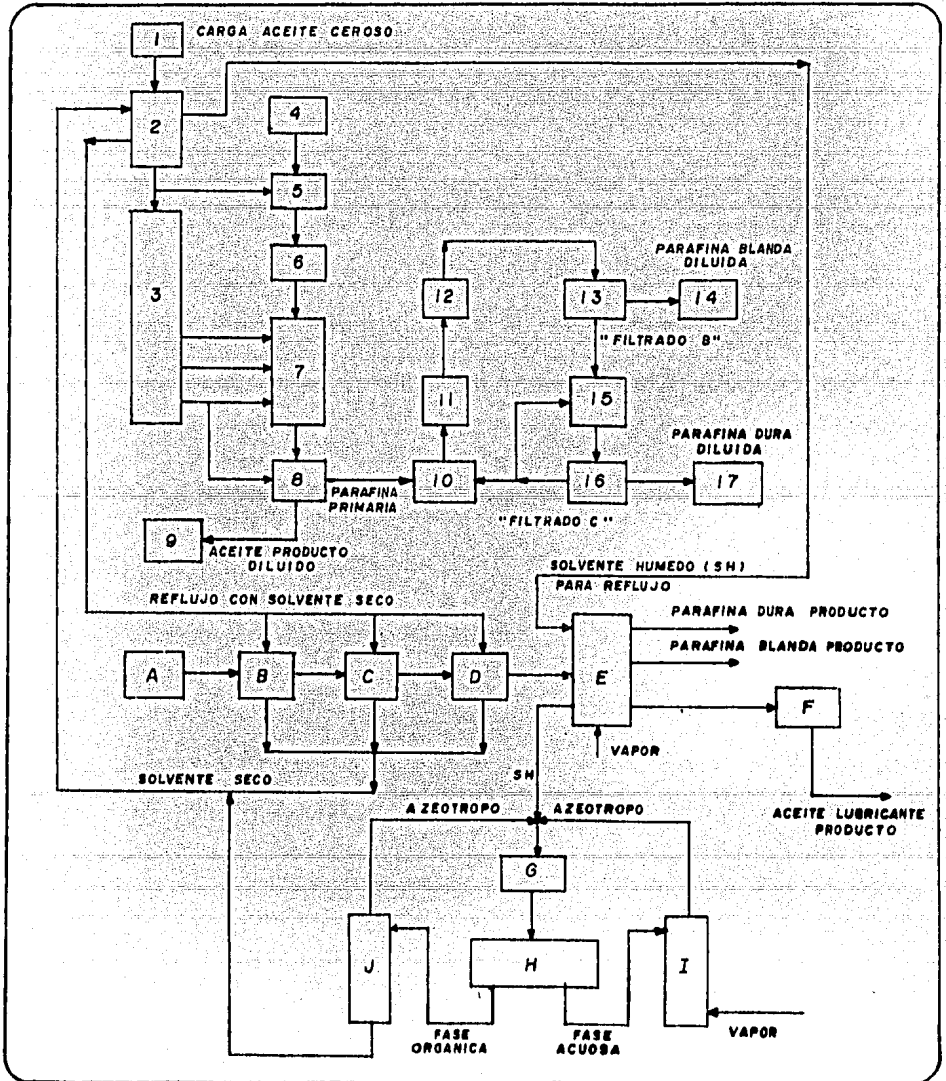 1
CARGA ACEITE CEROSO
2
4
5
3
6
12
13
PARAFINA BLANDA
DILUIDA
14
"FILTRADO B"
7
11
15
PARAFINA DURA
DILUIDA
8
PARAFINA
PRIMARIA
10
16
17
"FILTRADO C"
9
ACEITE PRODUCTO
DILUIDO
SOLVENTE HUMEDO (SH)
PARA REFLUJO
REFLUJO CON SOLVENTE SECO
PARAFINA DURA PRODUCTO
PARAFINA BLANDA PRODUCTO
A
B
C
D
E
F
VAPOR
SH
SOLVENTE SECO
AZEOTROPO
AZEOTROPO
ACEITE LUBRICANTE
PRODUCTO
G
J
H
I
FASE
ORGANICA
FASE
ACUOSA
VAPOR